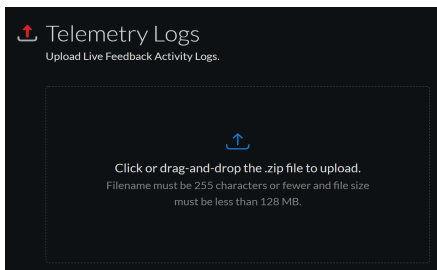 Telemetry Logs
Upload Live Feedback Activity Logs.
Click or drag-and-drop the .zip file to upload.
Filename must be 255 characters or fewer and file size
must be less than 128 MB.